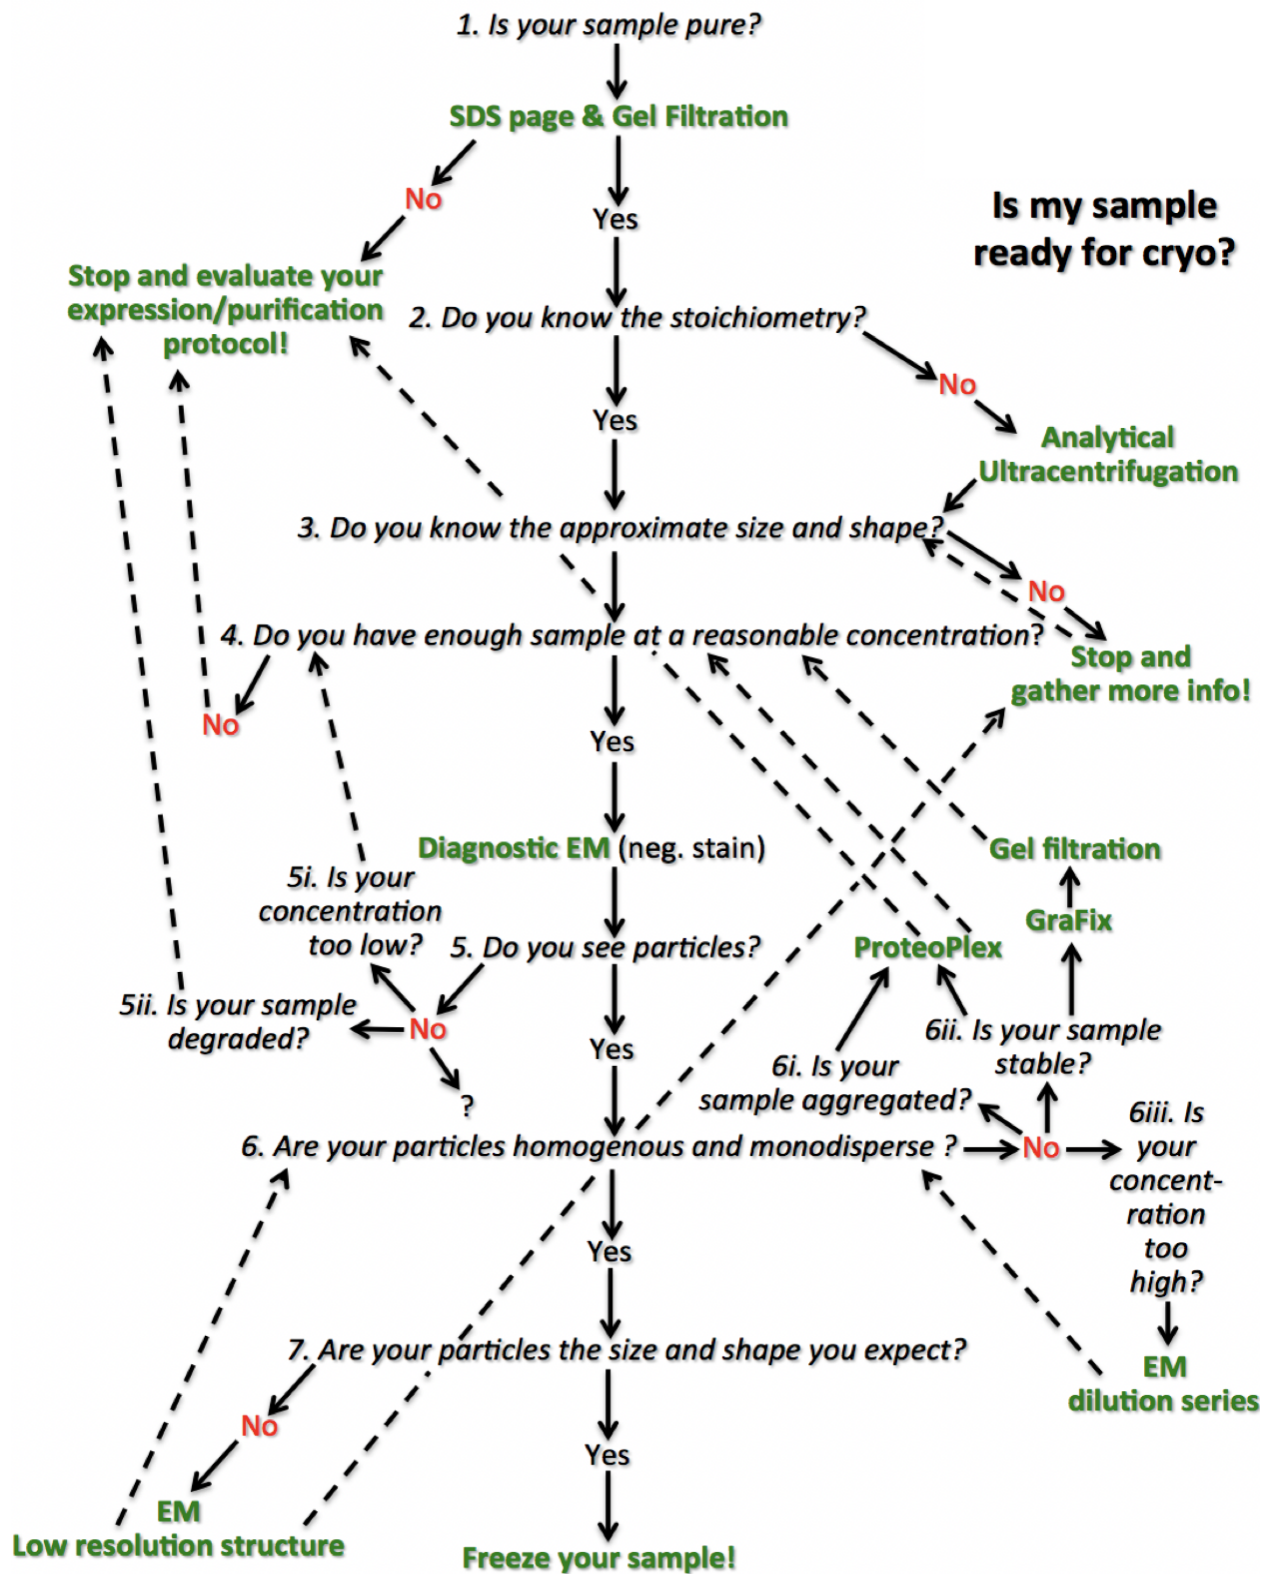 1. Is your sample pure?
SDS page & Gel Filtration
No
Yes
Is my sample
ready for cryo?
Stop and evaluate your
expression/purification
protocol!
2. Do you know the stoichiometry?
No
Yes
Analytical
Ultracentrifugation
3. Do you know the approximate size and shape?
No
4. Do you have enough sample at a reasonable concentration?
Stop and
gather more info!
No
Yes
Diagnostic EM (neg. stain)
Gel filtration
5i. Is your
concentration
too low?
GraFix
5. Do you see particles?
ProteoPlex
5ii. Is your sample
degraded?
No
?
Yes
6ii. Is your sample
stable?
6i. Is your
sample aggregated?
6. Are your particles homogenous and monodisperse ?
No
6iii. Is
your
concent-
ration
too
high?
Yes
7. Are your particles the size and shape you expect?
EM
dilution series
No
Yes
EM
Low resolution structure
Freeze your sample!